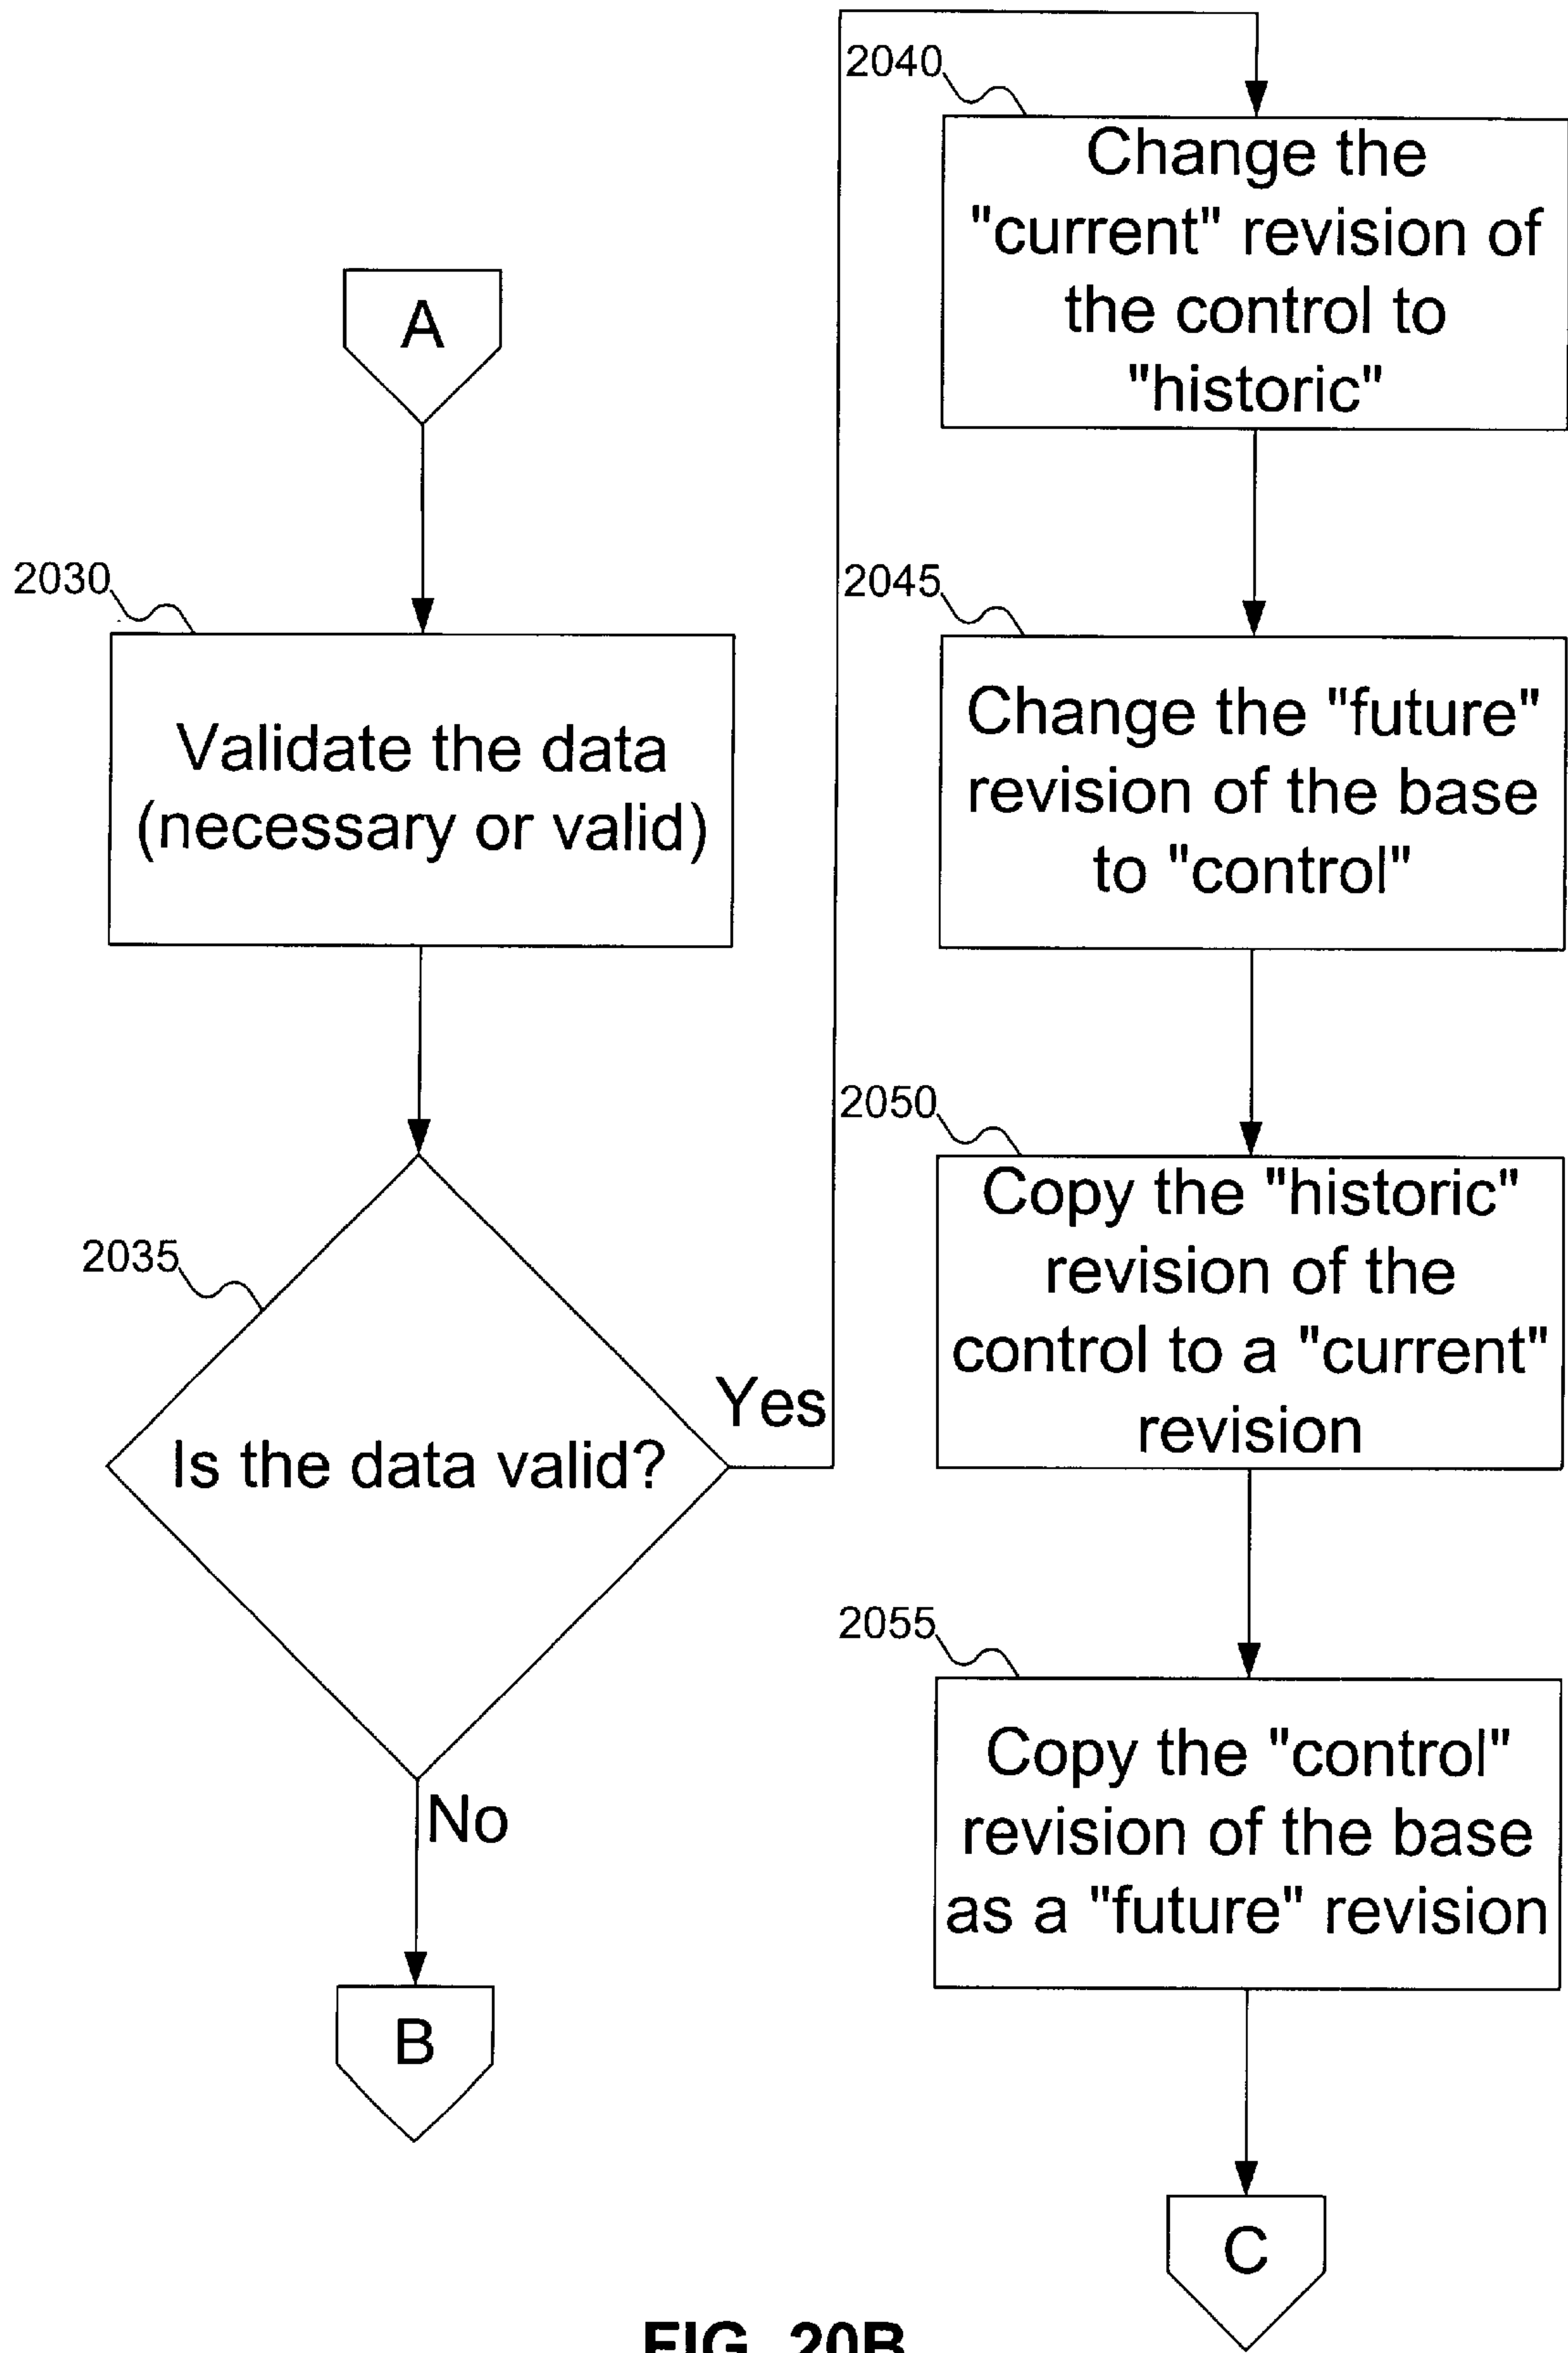 A
2030
Validate the data
(necessary or valid)
2035
Is the data valid?
Yes
No
B
2040
Change the
"current" revision of
the control to
"historic"
2045
Change the "future"
revision of the base
to "control"
2050
Copy the "historic"
revision of the
control to a "current"
revision
2055
Copy the "control"
revision of the base
as a "future" revision
C
FIG. 20B